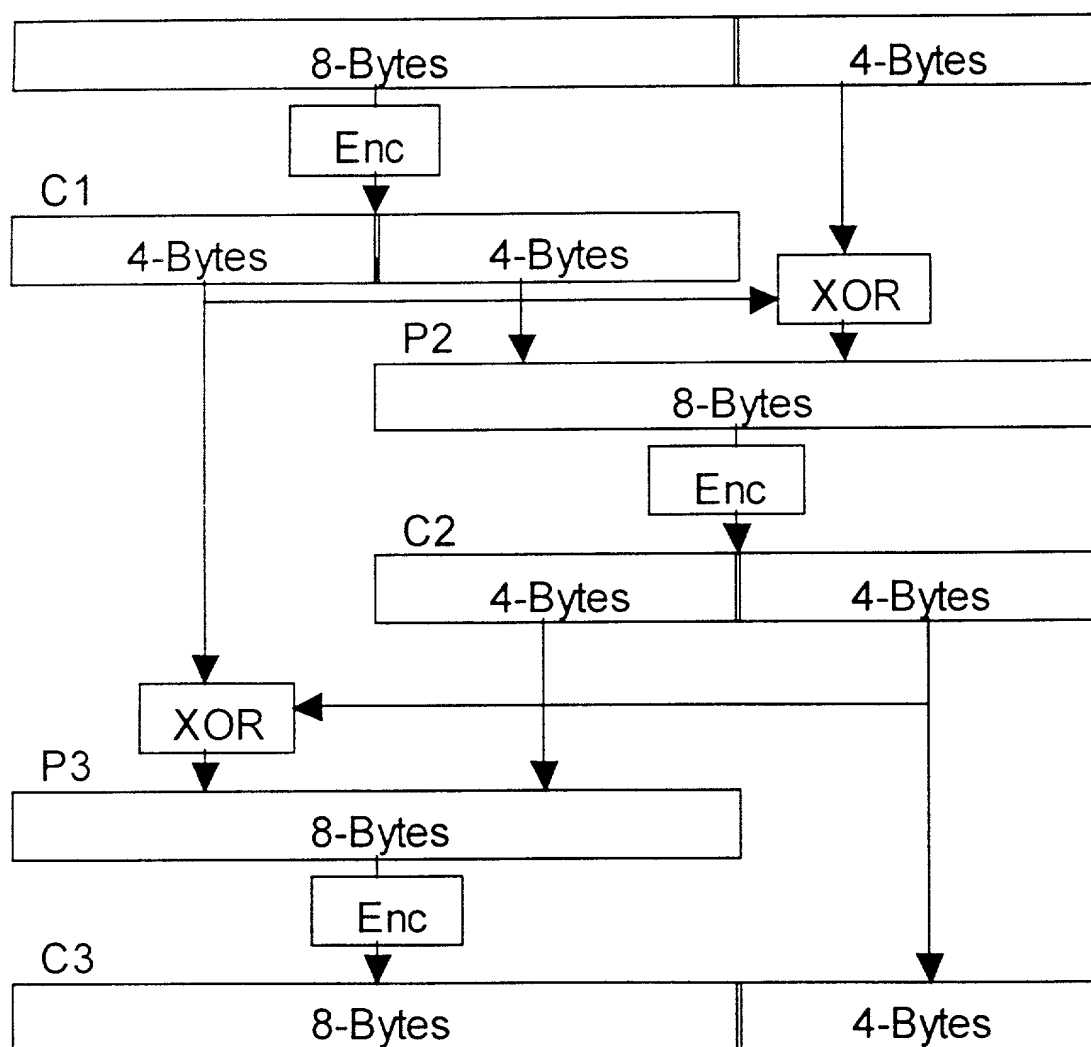 8-Bytes 4-Bytes
Enc
C1
4-Bytes 4-Bytes
XOR
P2
8-Bytes
Enc
C2
4-Bytes 4-Bytes
XOR
P3
8-Bytes
Enc
C3
8-Bytes 4-Bytes